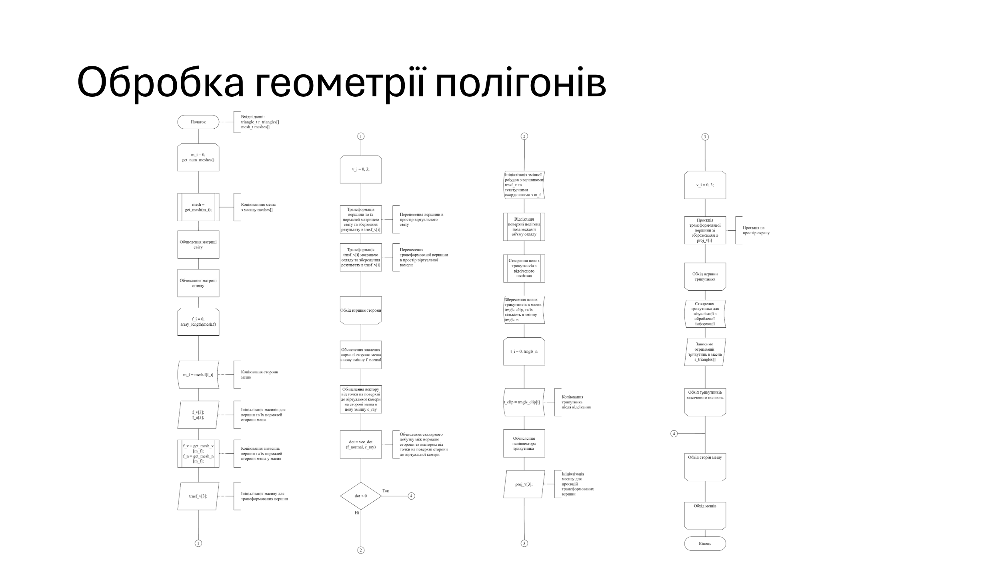 Обробка геометрії полігонів
Початок
Вхідні данні:
triangle_t r_triangles[]
mesh_t meshes[]
m_i = 0,
get_num_meshes()
mesh =
get_mesh(m_i);
Копіюванння меша
з масиву meshes[]
Обчислення матриці
світу
Обчислення матриці
огляду
f_i = 0,
array_length(mesh.f)
m_f = mesh.f[f_i]
Копіювання сторони
меша
f_v[3];
f_n[3];
Ініціалізація масивів для
вершин та їх нормалей
сторони меша
f_v = get_mesh_v
[m_f];
f_n = get_mesh_n
[m_f];
Копіювання значеннь
вершин та їх нормалей
сторони меша у масив
trnsf_v[3];
Ініціалізація масиву для
трансформованих вершин
1
1
v_i = 0, 3;
Трансформація
вершини та їх
нормалей матрицею
світу та збереження
результату в trnsf_v[i]
Перенесення вершини в
простір віртуального
світу
Трансформація
trnsf_v[i] матрицею
огляду та збереження
результату в trnsf_v[i]
Перенесення
трансформованої вершини
в простір віртуальної
камери
Обхід вершин сторони
Обчислення значення
нормалі сторони меша
в нову змінну f_normal
Обчислення вектору
від точки на поверхні
до віртуальної камери
на стороні меша в
нову змінну c_ray
dot = vec_dot
(f_normal, c_ray)
Обчислення скалярного
добутку між нормалю
сторони та вектором від
точки на поверхні сторони
до віртуальної камери
dot < 0
Так
4
Ні
2
2
Ініціалізація змінної
polygon з вершинами
trnsf_v та
текстурними
координатами з m_f
Відсікання
поверхні полігона
поза межами
об'єму огляду
Створення нових
трикутників з
відсіченого
полігона
Збереження нових
трикутників в масив
trngls_clip, та їх
кількість в змінну
trngls_n
t_i = 0, trngls_n
t_clip = trngls_clip[i]
Копіювання
трикутника
після відсікання
Обчислення
напіввектора
трикутника
proj_v[3];
Ініціалізація
масиву для
проєкцій
трансформованих
вершин
3
3
v_i = 0, 3;
Проєкція
трансформованої
вершини зі
збереженням в
proj_v[i]
Проєкція на
простір екрану
Обхід вершин
трикутника
Створення
трикутника для
візуалізації з
обробленої
інформації
Заносимо
отриманий
трикутник в масив
r_triangles[]
Обхід трикутників
відсіченого полігона
4
Обхід сторін мешу
Обхід мешів
Кінець